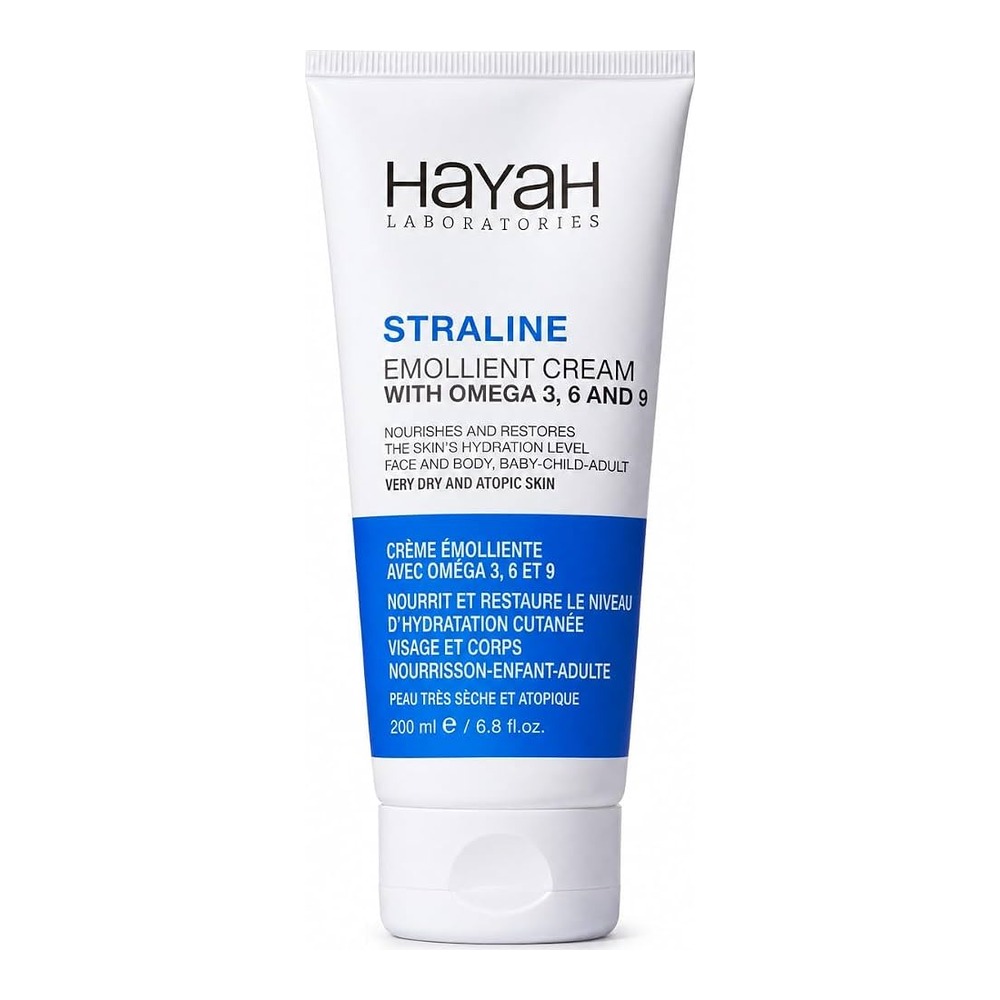 HAYAH
LABORATORIES
STRALINE
EMOLLIENT CREAM
WITH OMEGA 3, 6 AND 9
NOURISHES AND RESTORES
THE SKIN'S HYDRATION LEVEL
FACE AND BODY, BABY-CHILD-ADULT
VERY DRY AND ATOPIC SKIN
CRÈME ÉMOLLIENTE
AVEC OMÉGA 3, 6 ET 9
NOURRIT ET RESTAURE LE NIVEAU
D'HYDRATATION CUTANÉE
VISAGE ET CORPS
NOURRISSON-ENFANT-ADULTE
PEAU TRÈS SÈCHE ET ATOPIQUE
200 ml e / 6.8 fl.oz.